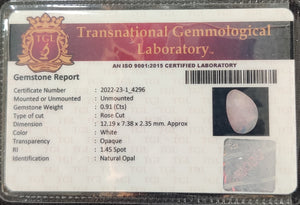 TGL
Transnational Gemmological
Laboratory
AN ISO 9001:2015 CERTIFIED LABORATORY
Gemstone Report
Certificate Number : 2022-23-1_4296
Mounted or Unmounted : Unmounted
Gemstone Weight : 0.91 (Cts)
Type of cut : Rose Cut
Dimension : 12.19 x 7.38 x 2.35 mm. Approx
Color : White
Transparency : Opaque
RI : 1.45 Spot
Identification : Natural Opal